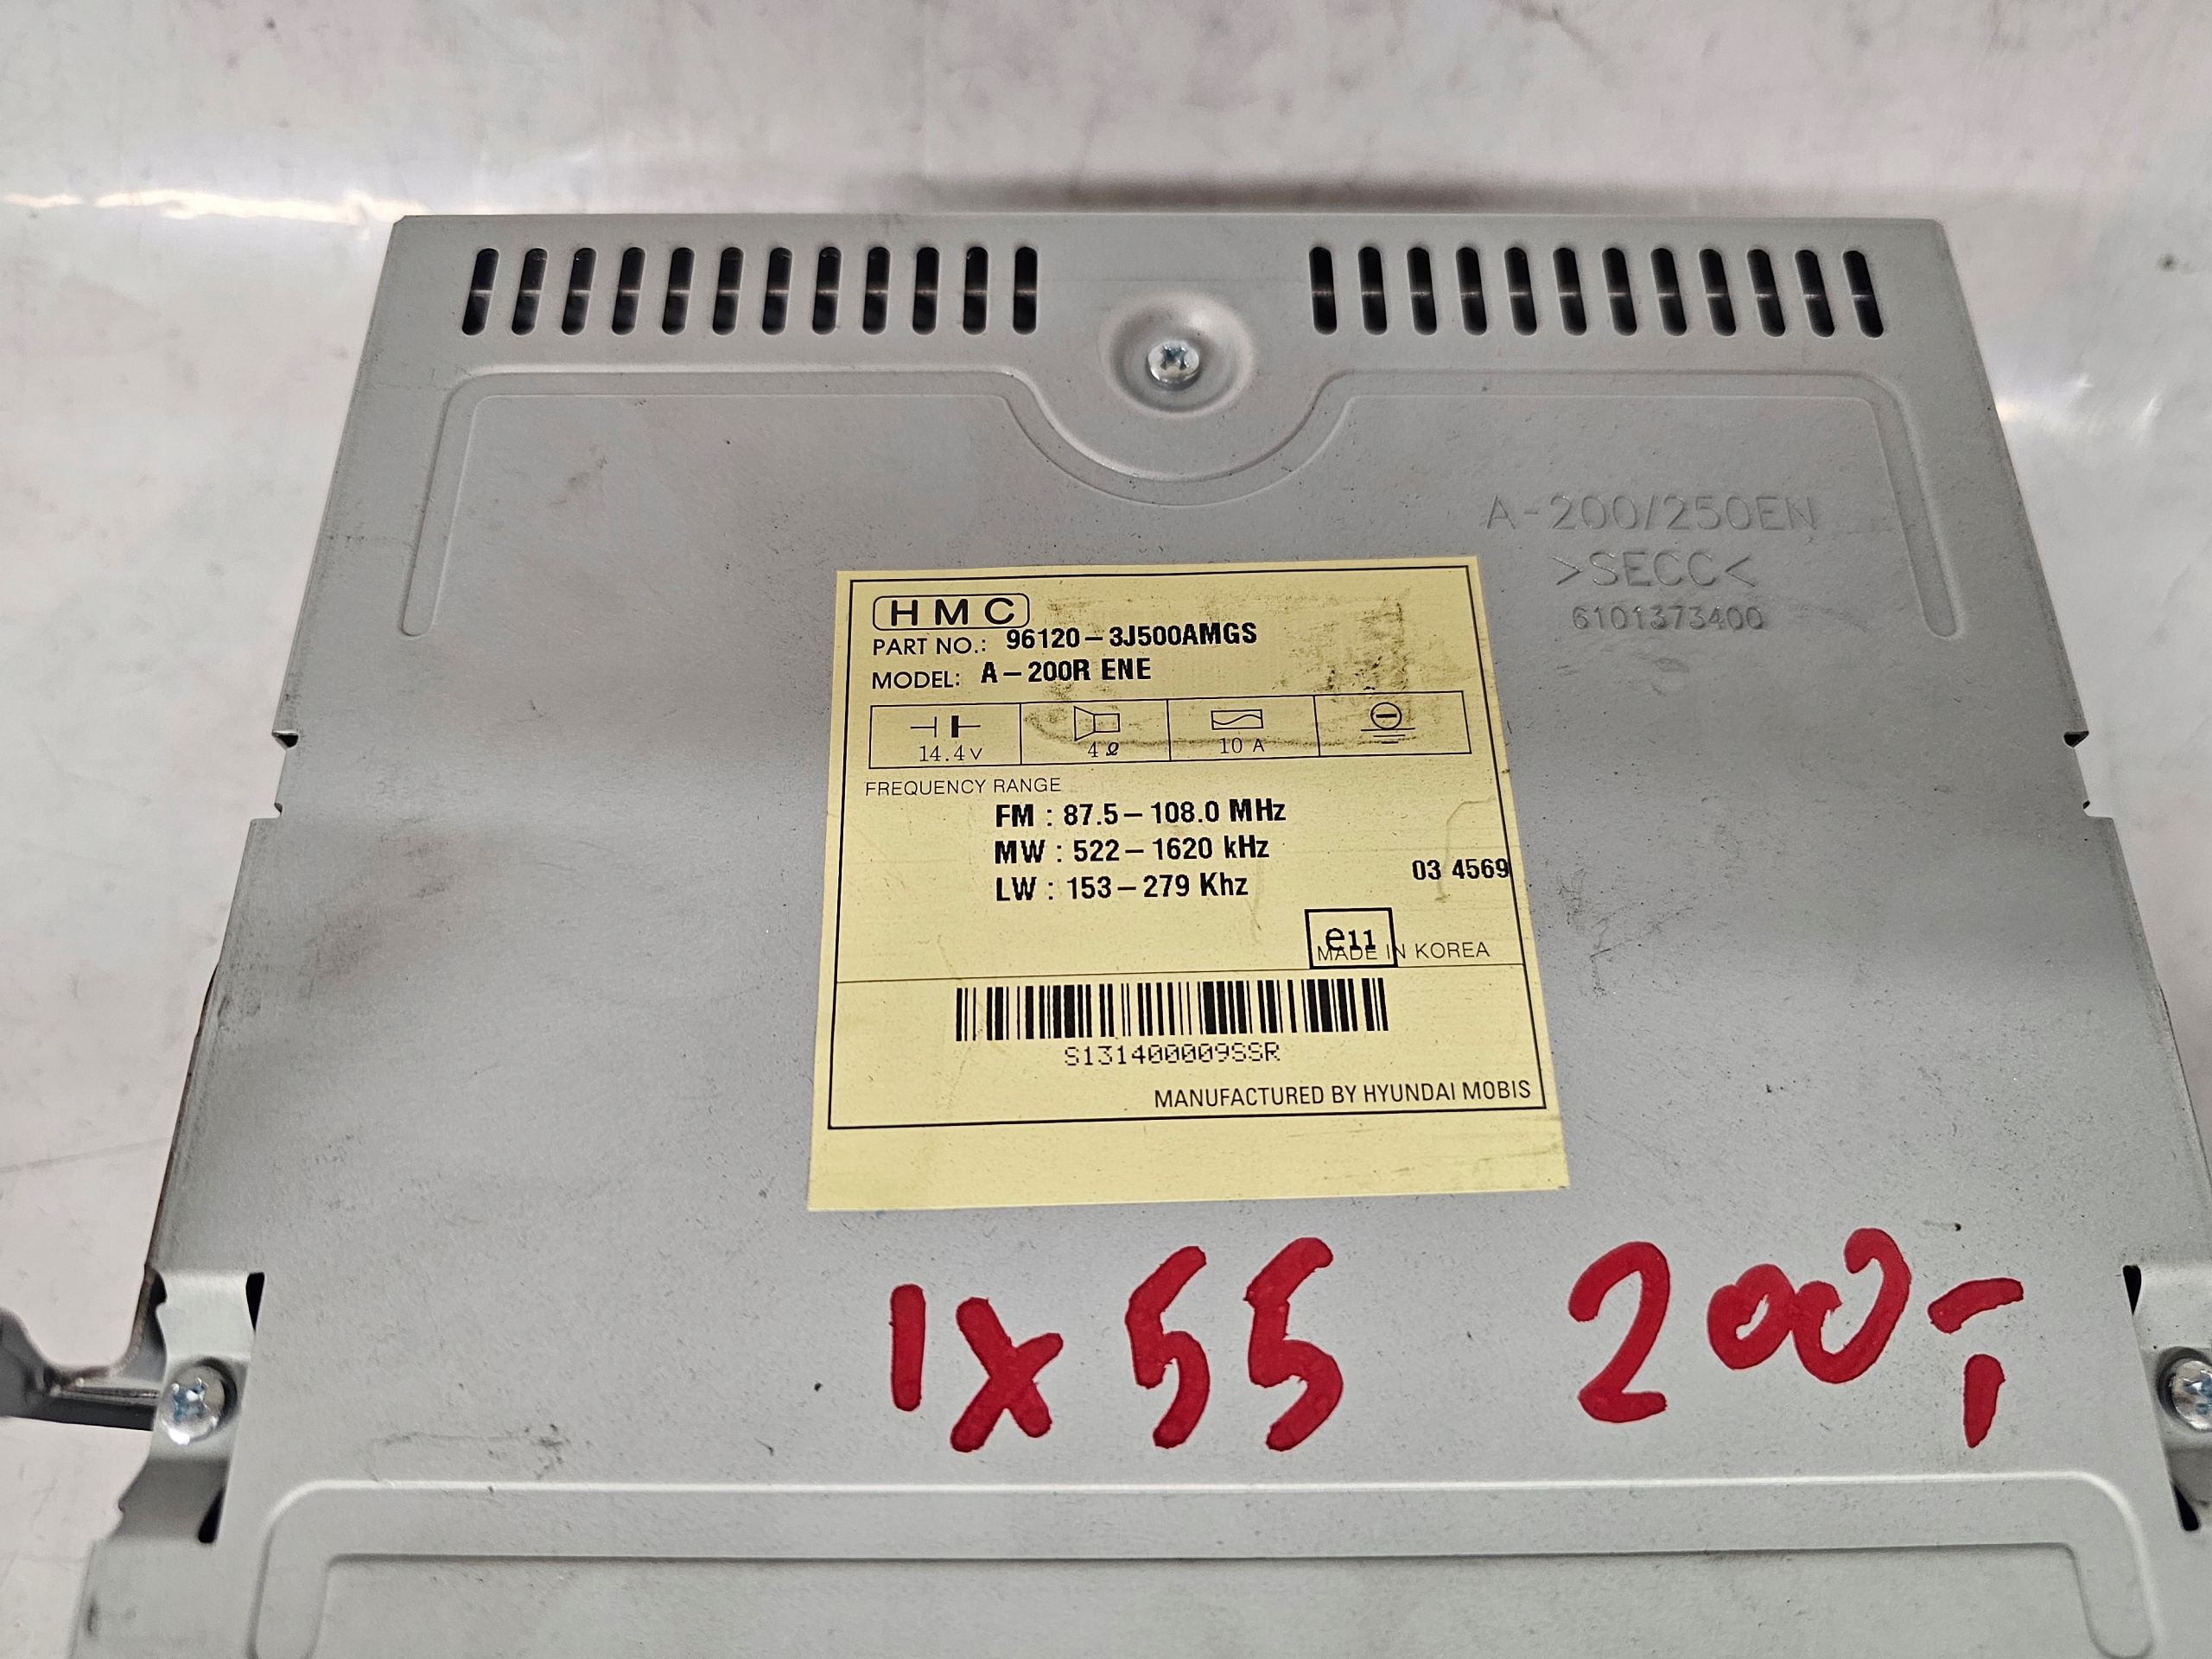 A-200/250EN
>SECC<
6101373400
HMC
PART NO.: 96120-3J500AMGS
MODEL: A-200R ENE
14.4V 4Ω 10 A
FREQUENCY RANGE
FM : 87.5-108.0 MHz
MW : 522-1620 kHz
LW : 153-279 Khz
03 4569
e11
MADE IN KOREA
S131400009SSR
MANUFACTURED BY HYUNDAI MOBIS
1x55 200,-